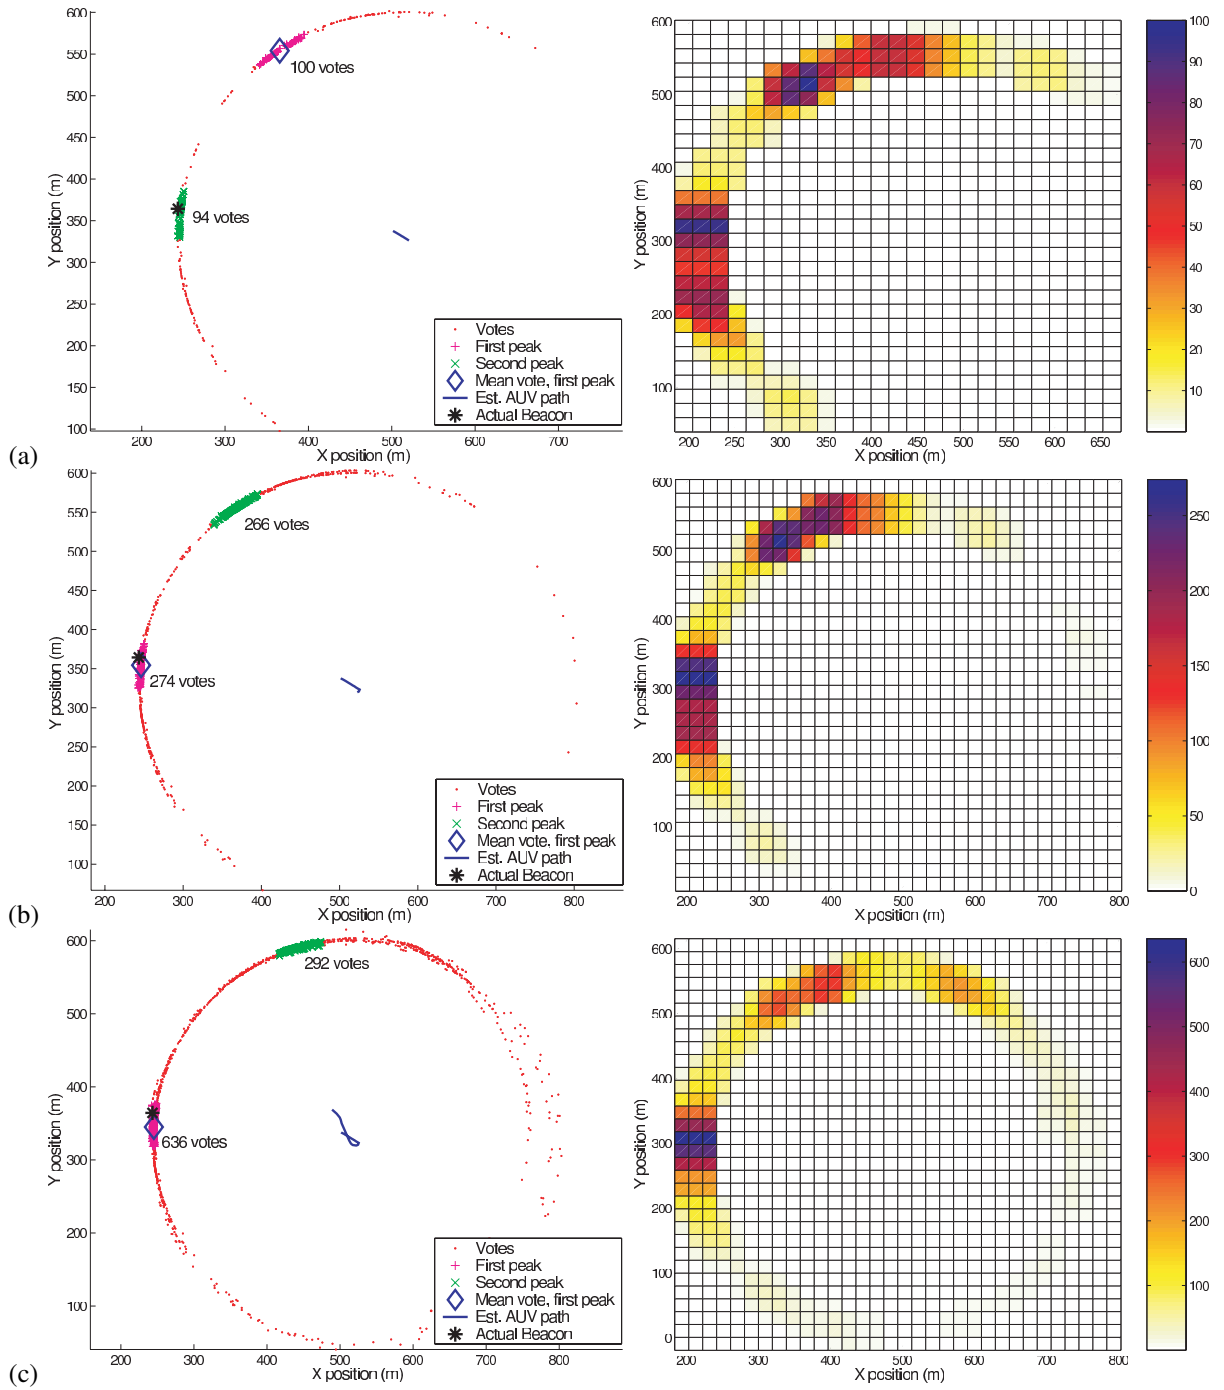 600
550
500
450
400
350
300
250
200
150
100
Y position (m)
100 votes
94 votes
Votes
First peak
Second peak
Mean vote, first peak
Est. AUV path
Actual Beacon
200 300 400 500 600 700
X position (m)
(a)
600
500
400
300
200
100
Y position (m)
200 250 350 400 450 500 550 600 650
X position (m)
100
90
80
70
60
50
40
30
20
10
600
550
500
450
400
350
300
250
200
150
100
Y position (m)
266 votes
274 votes
Votes
First peak
Second peak
Mean vote, first peak
Est. AUV path
Actual Beacon
200 300 400 500 600 700 800
X position (m)
(b)
600
500
400
300
200
100
Y position (m)
200 300 400 500 600 700 800
X position (m)
250
200
150
100
50
0
600
500
400
300
200
100
Y position (m)
292 votes
636 votes
Votes
First peak
Second peak
Mean vote, first peak
Est. AUV path
Actual Beacon
200 300 400 500 600 700 800
X position (m)
(c)
600
500
400
300
200
100
0
Y position (m)
200 300 400 500 600 700 800
X position (m)
600
500
400
300
200
100